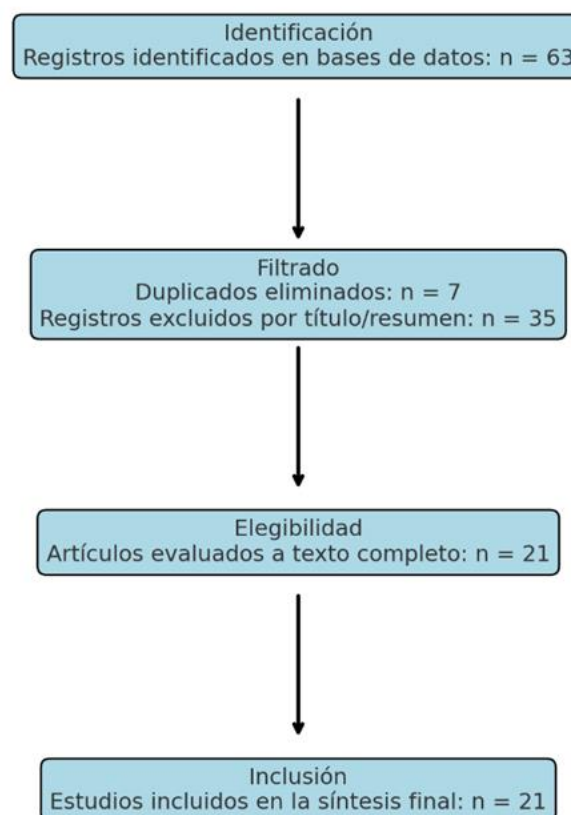 Identificación
Registros identificados en bases de datos: n = 63
Filtrado
Duplicados eliminados: n = 7
Registros excluidos por título/resumen: n = 35
Elegibilidad
Artículos evaluados a texto completo: n = 21
Inclusión
Estudios incluidos en la síntesis final: n = 21